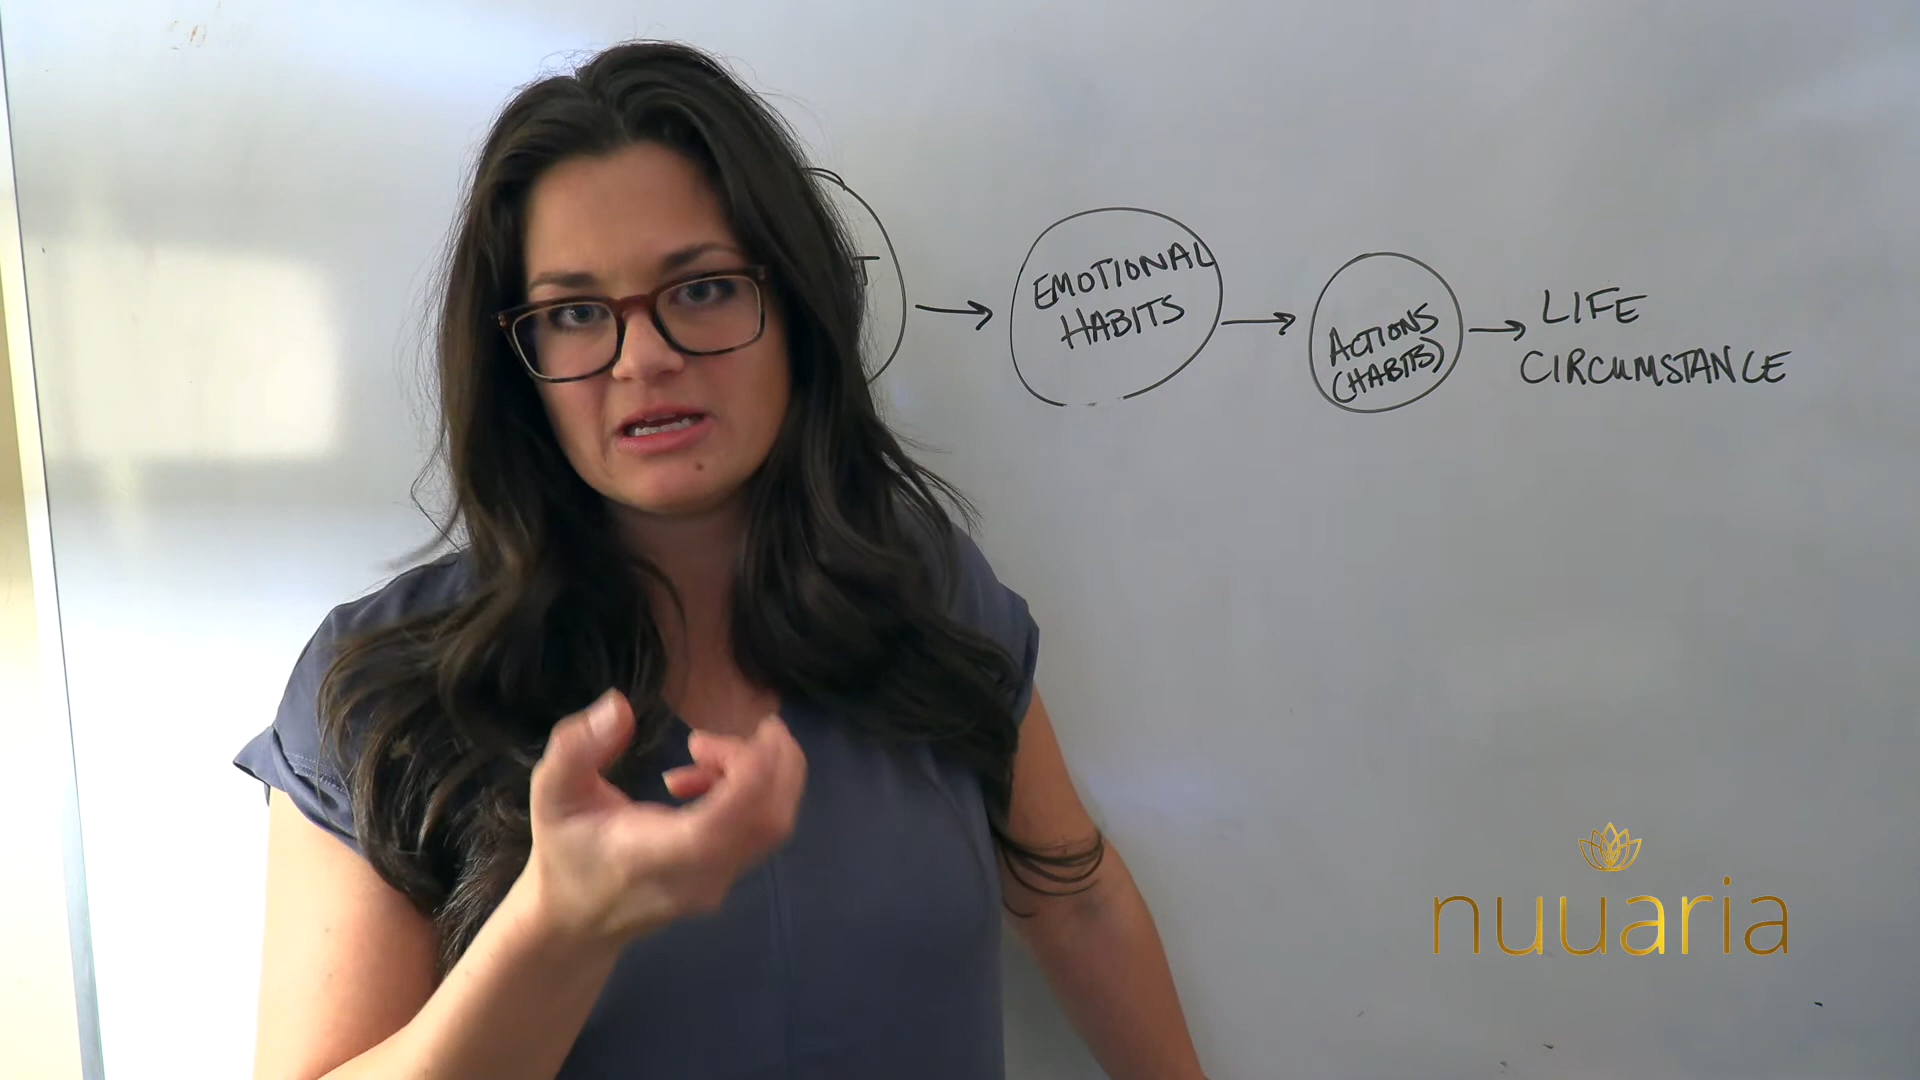 EMOTIONAL
HABITS
ACTIONS
(HABITS)
LIFE
CIRCUMSTANCE
nuuaria